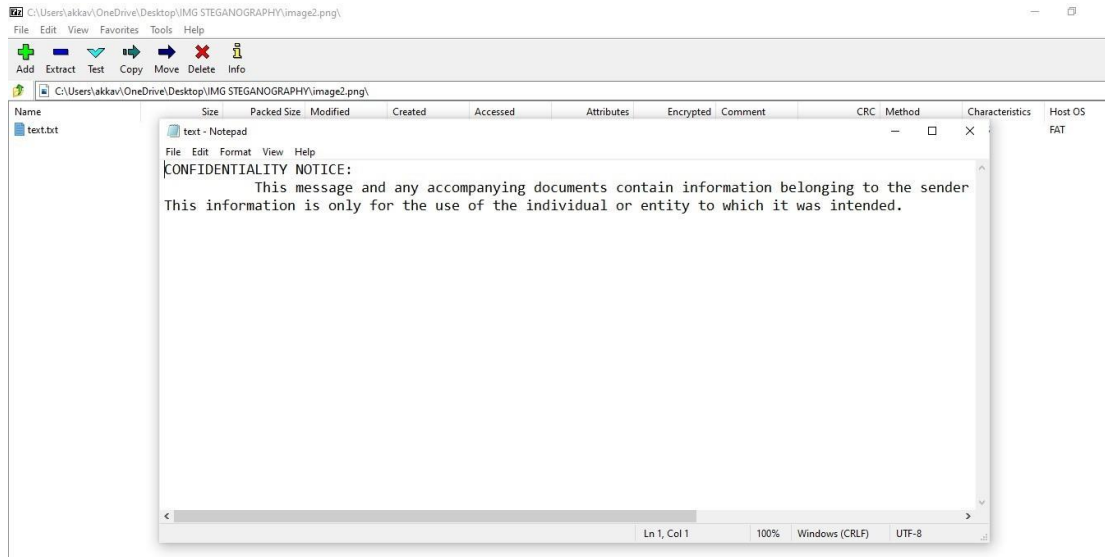 C:\Users\akkav\OneDrive\Desktop\IMG STEGANOGRAPHY\image2.png\
File Edit View Favorites Tools Help
Add Extract Test Copy Move Delete Info
C:\Users\akkav\OneDrive\Desktop\IMG STEGANOGRAPHY\image2.png\
Name Size Packed Size Modified Created Accessed Attributes Encrypted Comment CRC Method Characteristics Host OS
text.txt FAT
text - Notepad
File Edit Format View Help
CONFIDENTIALITY NOTICE:
This message and any accompanying documents contain information belonging to the sender
This information is only for the use of the individual or entity to which it was intended.
Ln 1, Col 1 100% Windows (CRLF) UTF-8